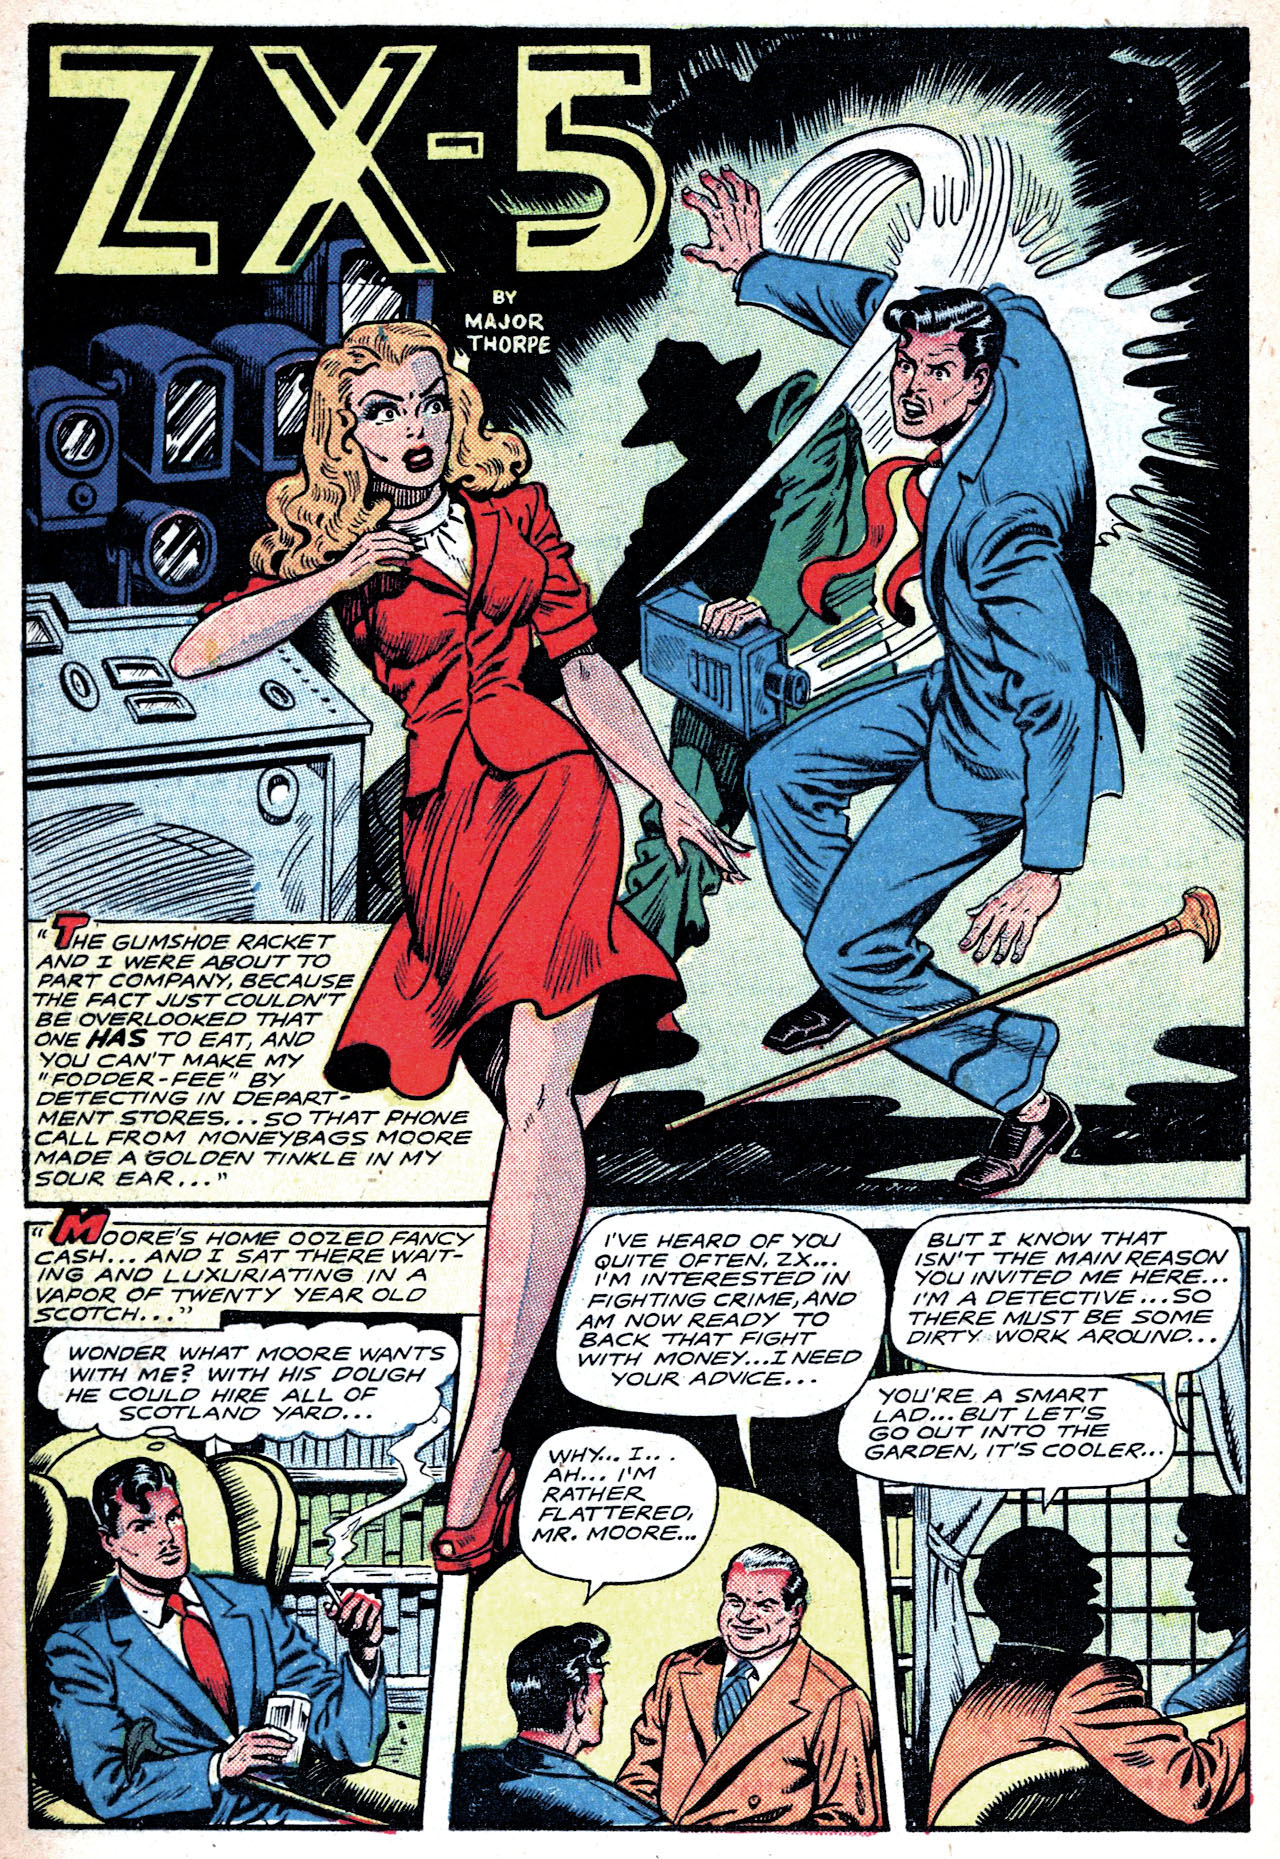 ZX-5
BY
MAJOR
THORPE
"THE GUMSHOE RACKET
AND I WERE ABOUT TO
PART COMPANY, BECAUSE
THE FACT JUST COULDN'T
BE OVERLOOKED THAT
ONE HAS TO EAT, AND
YOU CAN'T MAKE MY
"FODDER-FEE" BY
DETECTING IN DEPART-
MENT STORES...SO THAT PHONE
CALL FROM MONEYBAGS MOORE
MADE A GOLDEN TINKLE IN MY
SOUR EAR..."
"MOORE'S HOME OOZED FANCY
CASH...AND I SAT THERE WAIT-
ING AND LUXURIATING IN A
VAPOR OF TWENTY YEAR OLD
SCOTCH..."
WONDER WHAT MOORE WANTS
WITH ME? WITH HIS DOUGH
HE COULD HIRE ALL OF
SCOTLAND YARD...
I'VE HEARD OF YOU
QUITE OFTEN, ZX...
I'M INTERESTED IN
FIGHTING CRIME, AND
AM NOW READY TO
BACK THAT FIGHT
WITH MONEY...I NEED
YOUR ADVICE...
WHY... I...
AH... I'M
RATHER
FLATTERED,
MR. MOORE...
BUT I KNOW THAT
ISN'T THE MAIN REASON
YOU INVITED ME HERE...
I'M A DETECTIVE...SO
THERE MUST BE SOME
DIRTY WORK AROUND...
YOU'RE A SMART
LAD...BUT LET'S
GO OUT INTO THE
GARDEN, IT'S COOLER...